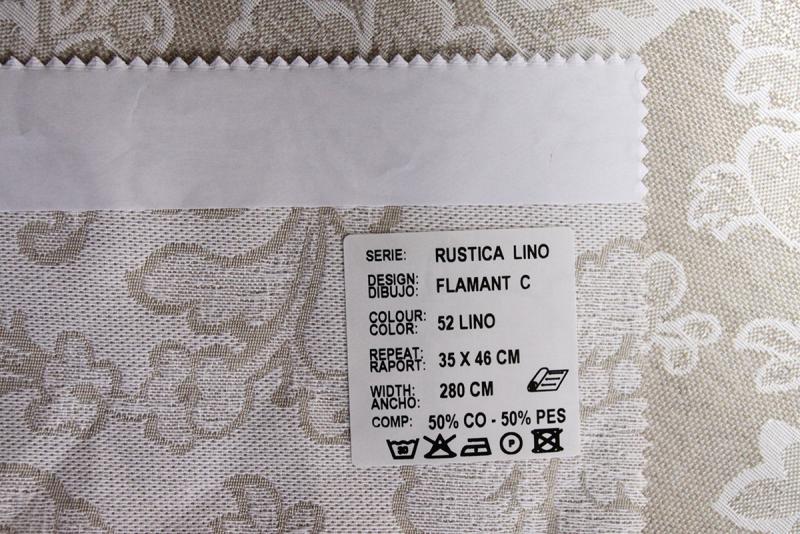 SERIE: RUSTICA LINO
DESIGN: FLAMANT C
DIBUJO:
COLOUR: 52 LINO
COLOR:
REPEAT: 35 X 46 CM
RAPORT:
WIDTH: 280 CM
ANCHO:
COMP: 50% CO - 50% PES
30 P